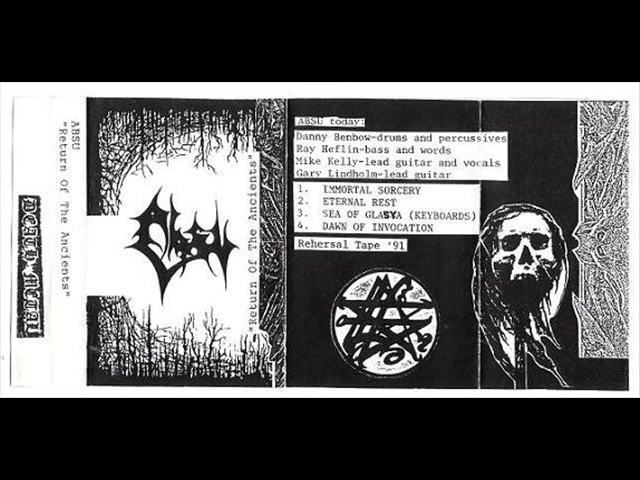 ABSU
"Return Of The Ancients"
DEATH METAL
ABSU
"Return Of The Ancients"
ABSU today:
Danny Benbow-drums and percussives
Ray Heflin-bass and words
Mike Kelly-lead guitar and vocals
Gary Lindholm-lead guitar
1. IMMORTAL SORCERY
2. ETERNAL REST
3. SEA OF GLASYA (KEYBOARDS)
4. DAWN OF INVOCATION
Rehersal Tape '91